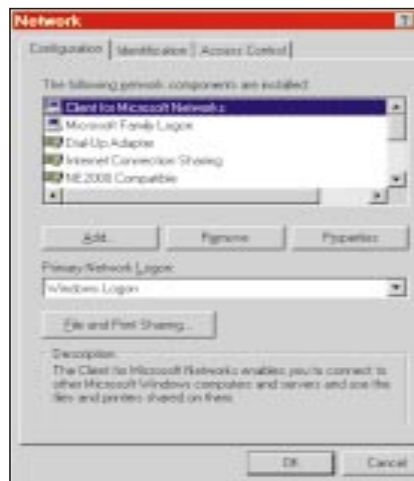 Network
?
Configuration Identification Access Control
The following network components are installed:
Client for Microsoft Networks
Microsoft Family Logon
Dial-Up Adapter
Internet Connection Sharing
NE2000 Compatible
Add... Remove Properties
Primary Network Logon:
Windows Logon
File and Print Sharing...
Description
The Client for Microsoft Networks enables you to connect to
other Microsoft Windows computers and servers and use the
files and printers shared on them.
OK Cancel